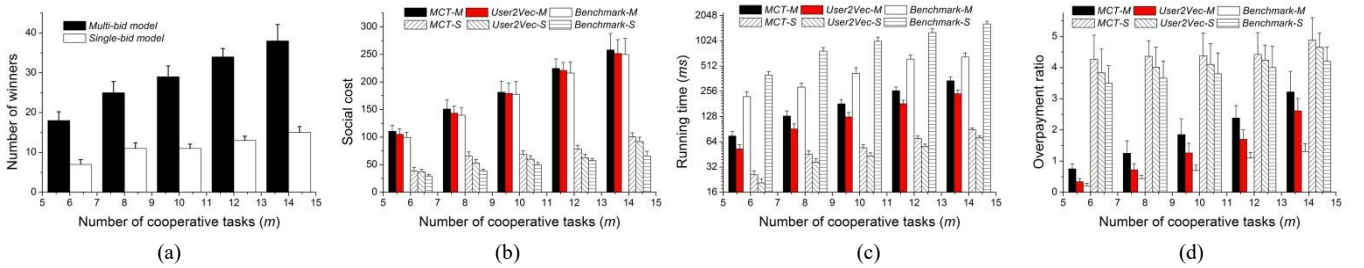 Multi-bid model
Single-bid model
Number of winners
40
30
20
10
0
5 6 7 8 9 10 11 12 13 14 15
Number of cooperative tasks (m)
(a)
MCT-M User2Vec-M Benchmark-M
MCT-S User2Vec-S Benchmark-S
Social cost
300
250
200
150
100
50
0
5 6 7 8 9 10 11 12 13 14 15
Number of cooperative tasks (m)
(b)
MCT-M User2Vec-M Benchmark-M
MCT-S User2Vec-S Benchmark-S
Running time (ms)
2048
1024
512
256
128
64
32
16
5 6 7 8 9 10 11 12 13 14 15
Number of cooperative tasks (m)
(c)
MCT-M User2Vec-M Benchmark-M
MCT-S User2Vec-S Benchmark-S
Overpayment ratio
5
4
3
2
1
0
5 6 7 8 9 10 11 12 13 14 15
Number of cooperative tasks (m)
(d)